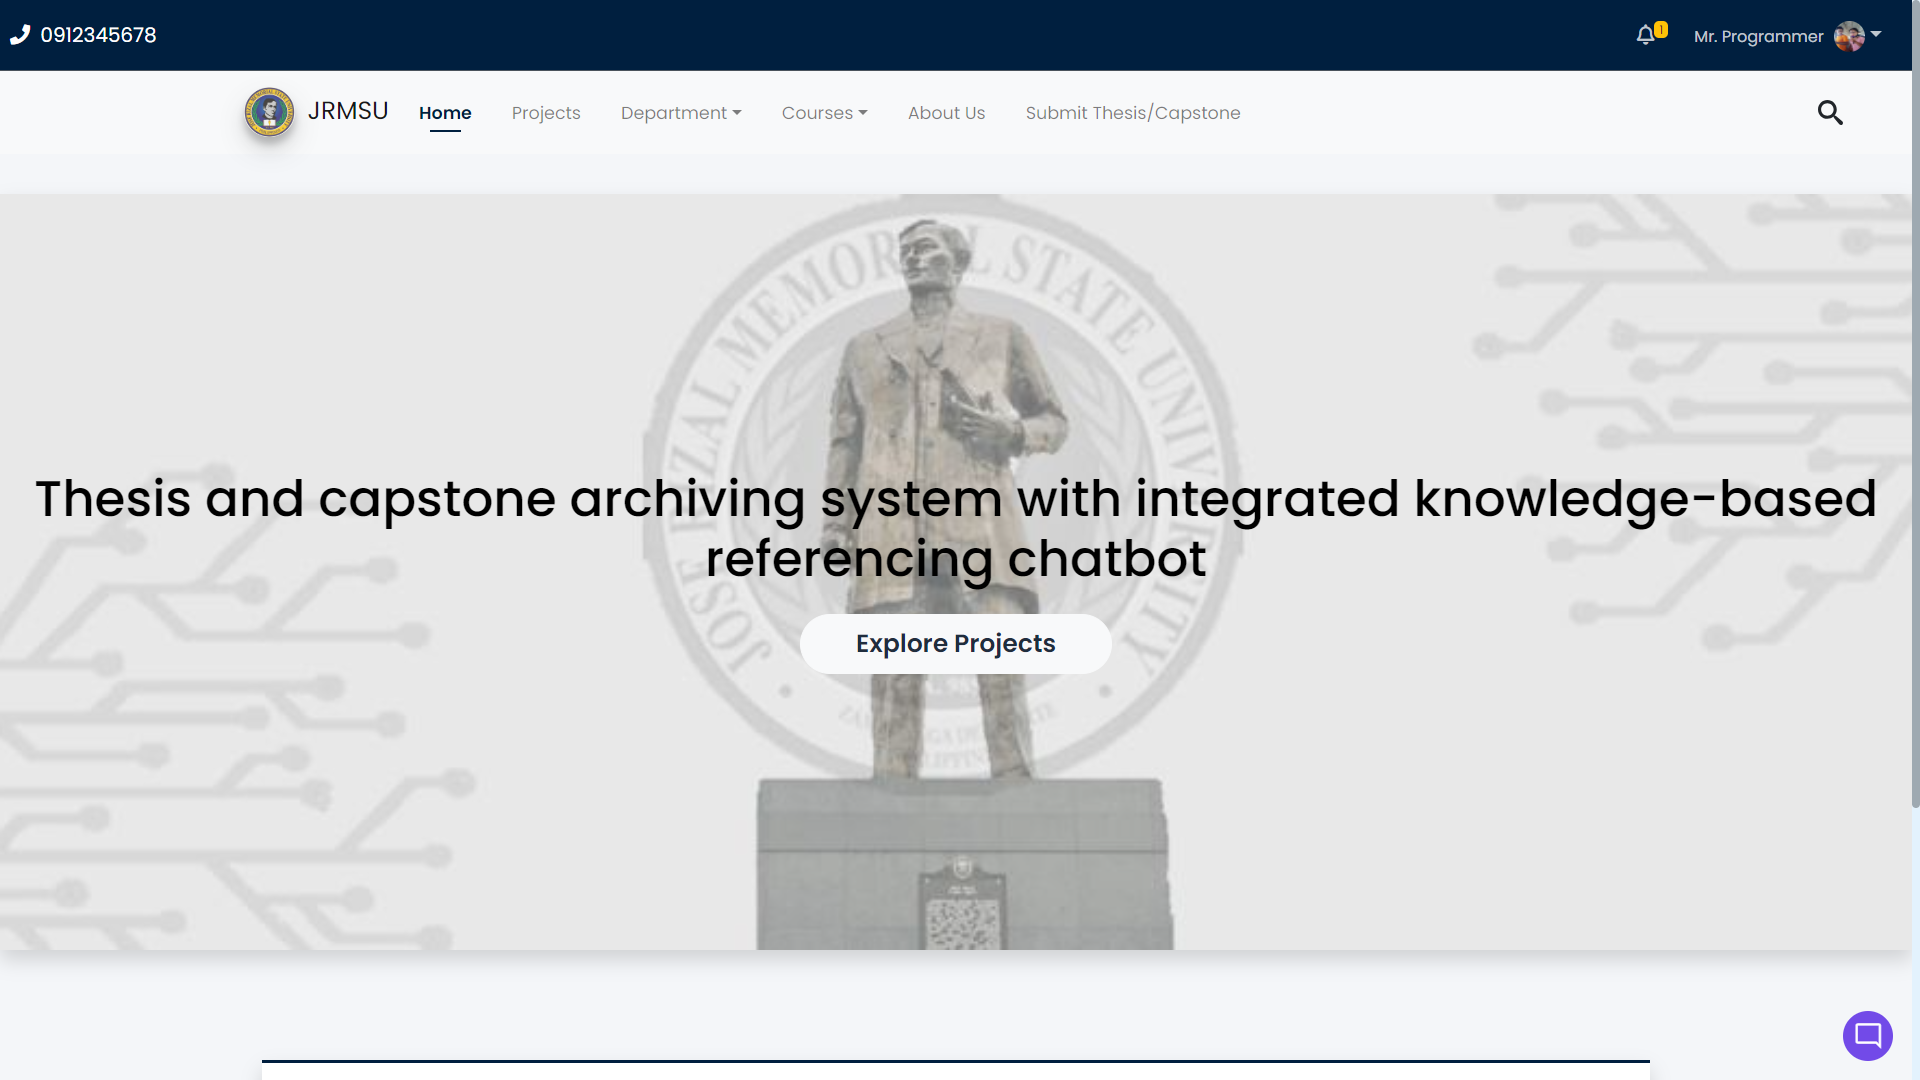 0912345678
1
Mr. Programmer
JRMSU
Home
Projects
Department
Courses
About Us
Submit Thesis/Capstone
JOSE RIZAL MEMORIAL STATE UNIVERSITY
Thesis and capstone archiving system with integrated knowledge-based
referencing chatbot
Explore Projects